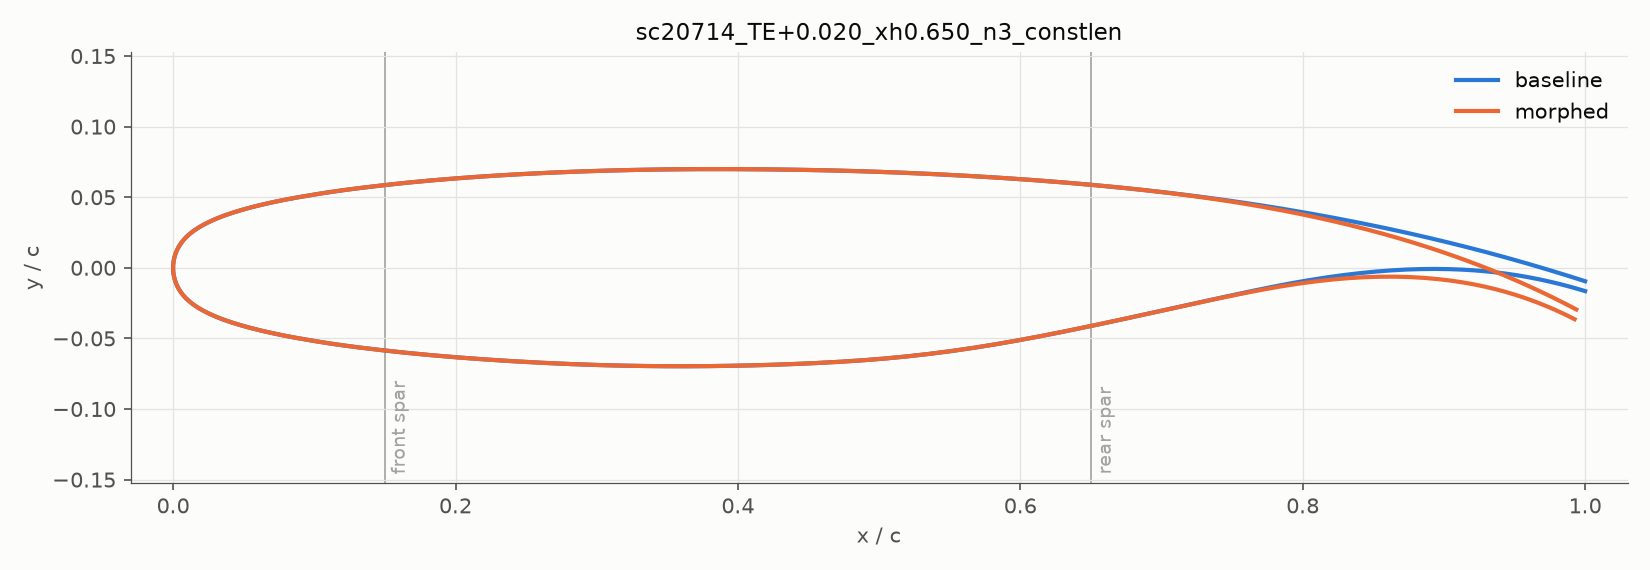 sc20714_TE+0.020_xh0.650_n3_constlen
baseline
morphed
0.15
0.10
0.05
0.00
−0.05
−0.10
−0.15
y / c
front spar
rear spar
0.0
0.2
0.4
0.6
0.8
1.0
x / c